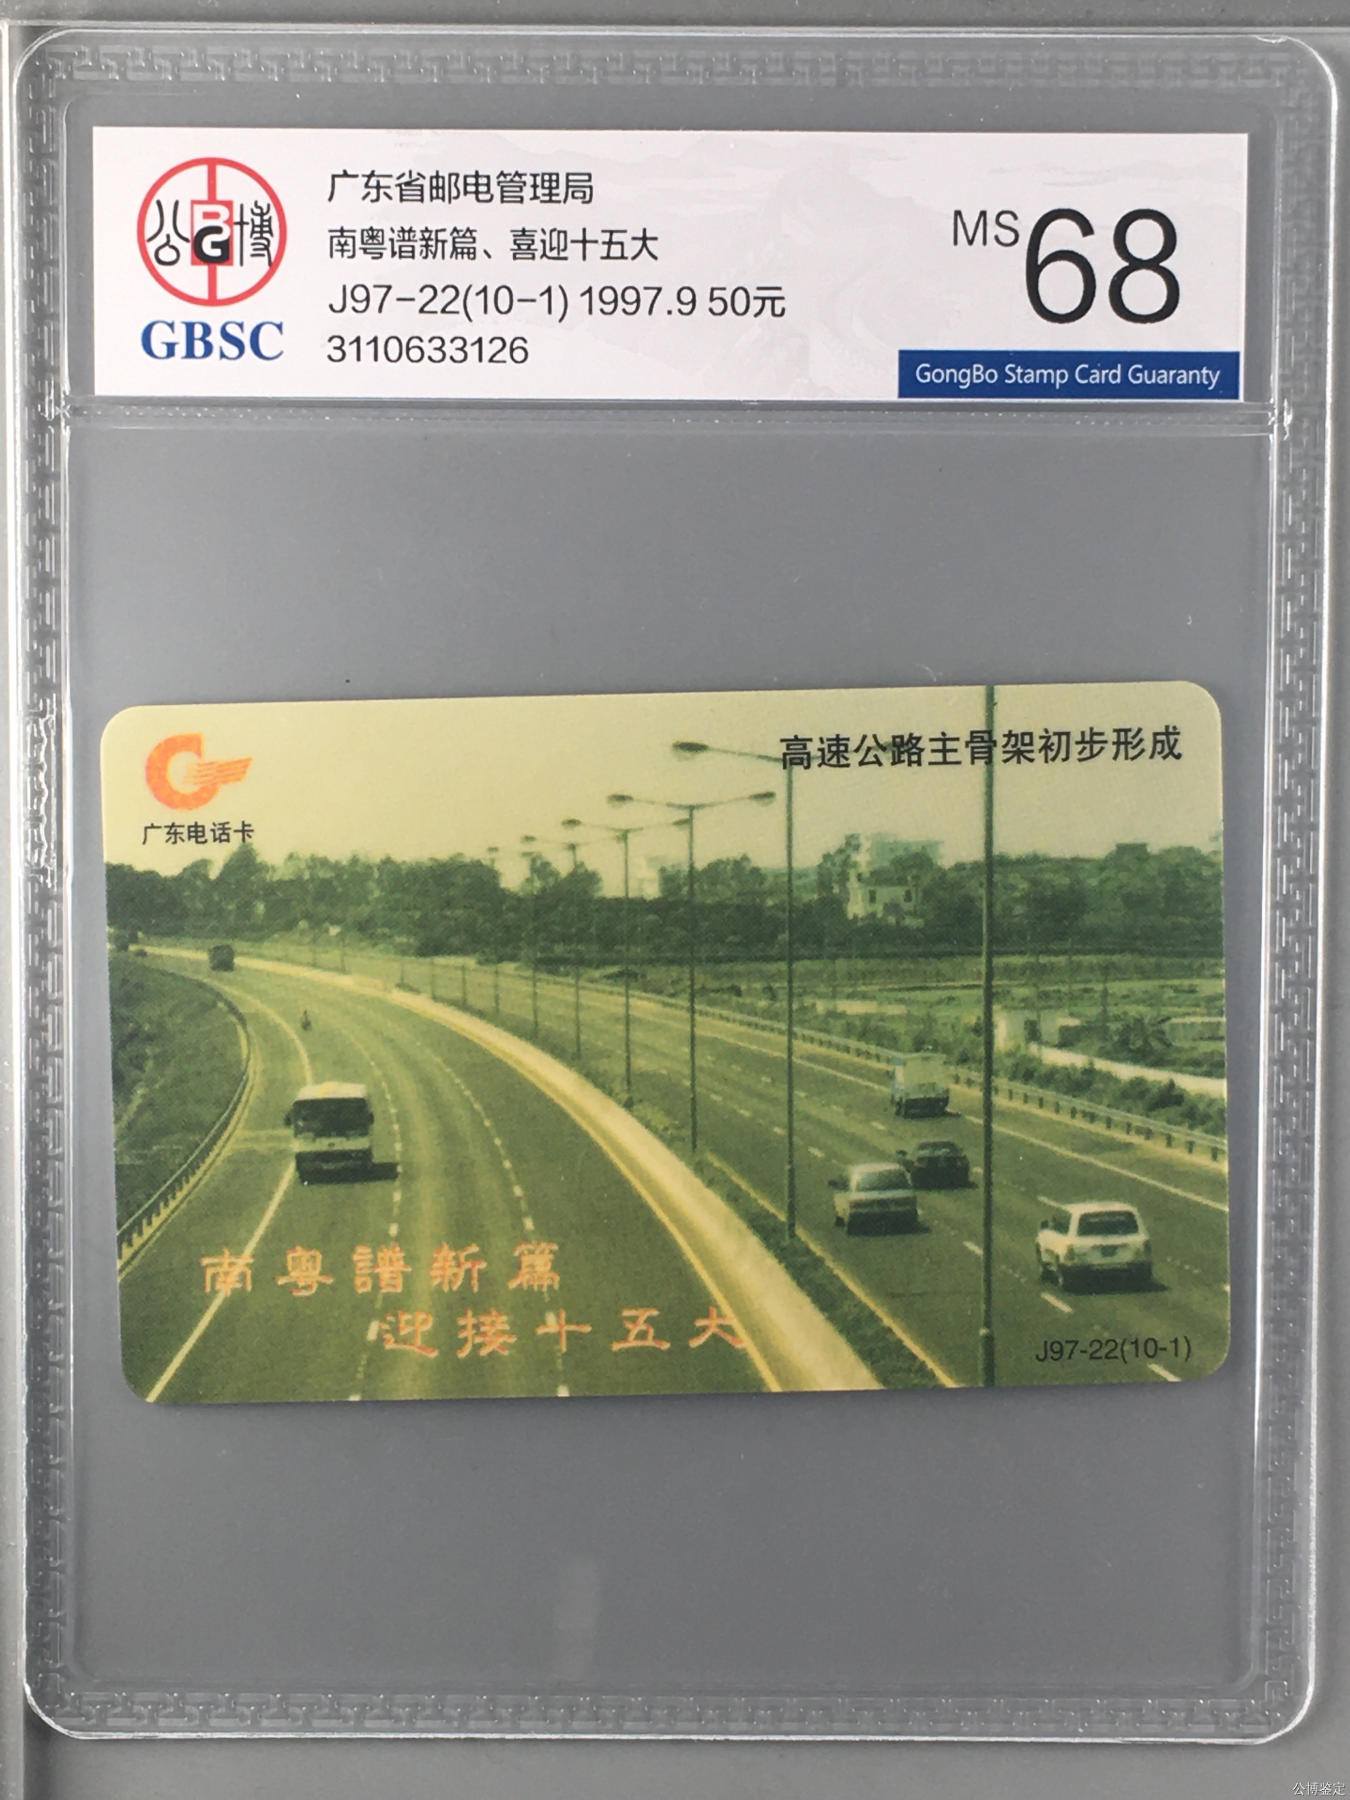 公博
BG
GBSC
广东省邮电管理局
南粤谱新篇、喜迎十五大
J97-22(10-1) 1997.9 50元
3110633126
MS68
GongBo Stamp Card Guaranty
广东电话卡
高速公路主骨架初步形成
南粤譜新篇
迎接十五大
J97-22(10-1)
公博鉴定